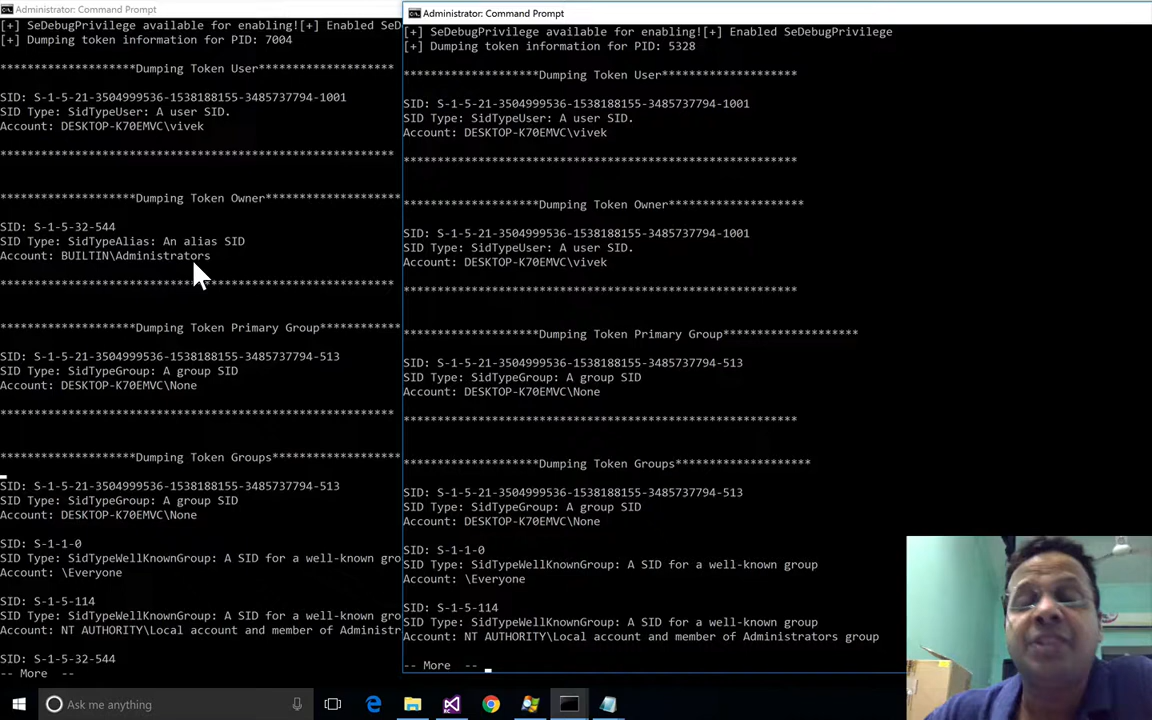 Administrator: Command Prompt
[+] SeDebugPrivilege available for enabling![+] Enabled SeD
[+] Dumping token information for PID: 7004
********************Dumping Token User********************
SID: S-1-5-21-3504999536-1538188155-3485737794-1001
SID Type: SidTypeUser: A user SID.
Account: DESKTOP-K70EMVC\vivek
**********************************************************
********************Dumping Token Owner********************
SID: S-1-5-32-544
SID Type: SidTypeAlias: An alias SID
Account: BUILTIN\Administrators
**********************************************************
********************Dumping Token Primary Group***********
SID: S-1-5-21-3504999536-1538188155-3485737794-513
SID Type: SidTypeGroup: A group SID
Account: DESKTOP-K70EMVC\None
**********************************************************
********************Dumping Token Groups*******************
SID: S-1-5-21-3504999536-1538188155-3485737794-513
SID Type: SidTypeGroup: A group SID
Account: DESKTOP-K70EMVC\None
SID: S-1-1-0
SID Type: SidTypeWellKnownGroup: A SID for a well-known gro
Account: \Everyone
SID: S-1-5-114
SID Type: SidTypeWellKnownGroup: A SID for a well-known gro
Account: NT AUTHORITY\Local account and member of Administr
SID: S-1-5-32-544
-- More  --
Administrator: Command Prompt
[+] SeDebugPrivilege available for enabling![+] Enabled SeDebugPrivilege
[+] Dumping token information for PID: 5328
********************Dumping Token User********************
SID: S-1-5-21-3504999536-1538188155-3485737794-1001
SID Type: SidTypeUser: A user SID.
Account: DESKTOP-K70EMVC\vivek
**********************************************************
********************Dumping Token Owner********************
SID: S-1-5-21-3504999536-1538188155-3485737794-1001
SID Type: SidTypeUser: A user SID.
Account: DESKTOP-K70EMVC\vivek
**********************************************************
********************Dumping Token Primary Group********************
SID: S-1-5-21-3504999536-1538188155-3485737794-513
SID Type: SidTypeGroup: A group SID
Account: DESKTOP-K70EMVC\None
**********************************************************
********************Dumping Token Groups********************
SID: S-1-5-21-3504999536-1538188155-3485737794-513
SID Type: SidTypeGroup: A group SID
Account: DESKTOP-K70EMVC\None
SID: S-1-1-0
SID Type: SidTypeWellKnownGroup: A SID for a well-known group
Account: \Everyone
SID: S-1-5-114
SID Type: SidTypeWellKnownGroup: A SID for a well-known group
Account: NT AUTHORITY\Local account and member of Administrators group
-- More  --
Ask me anything